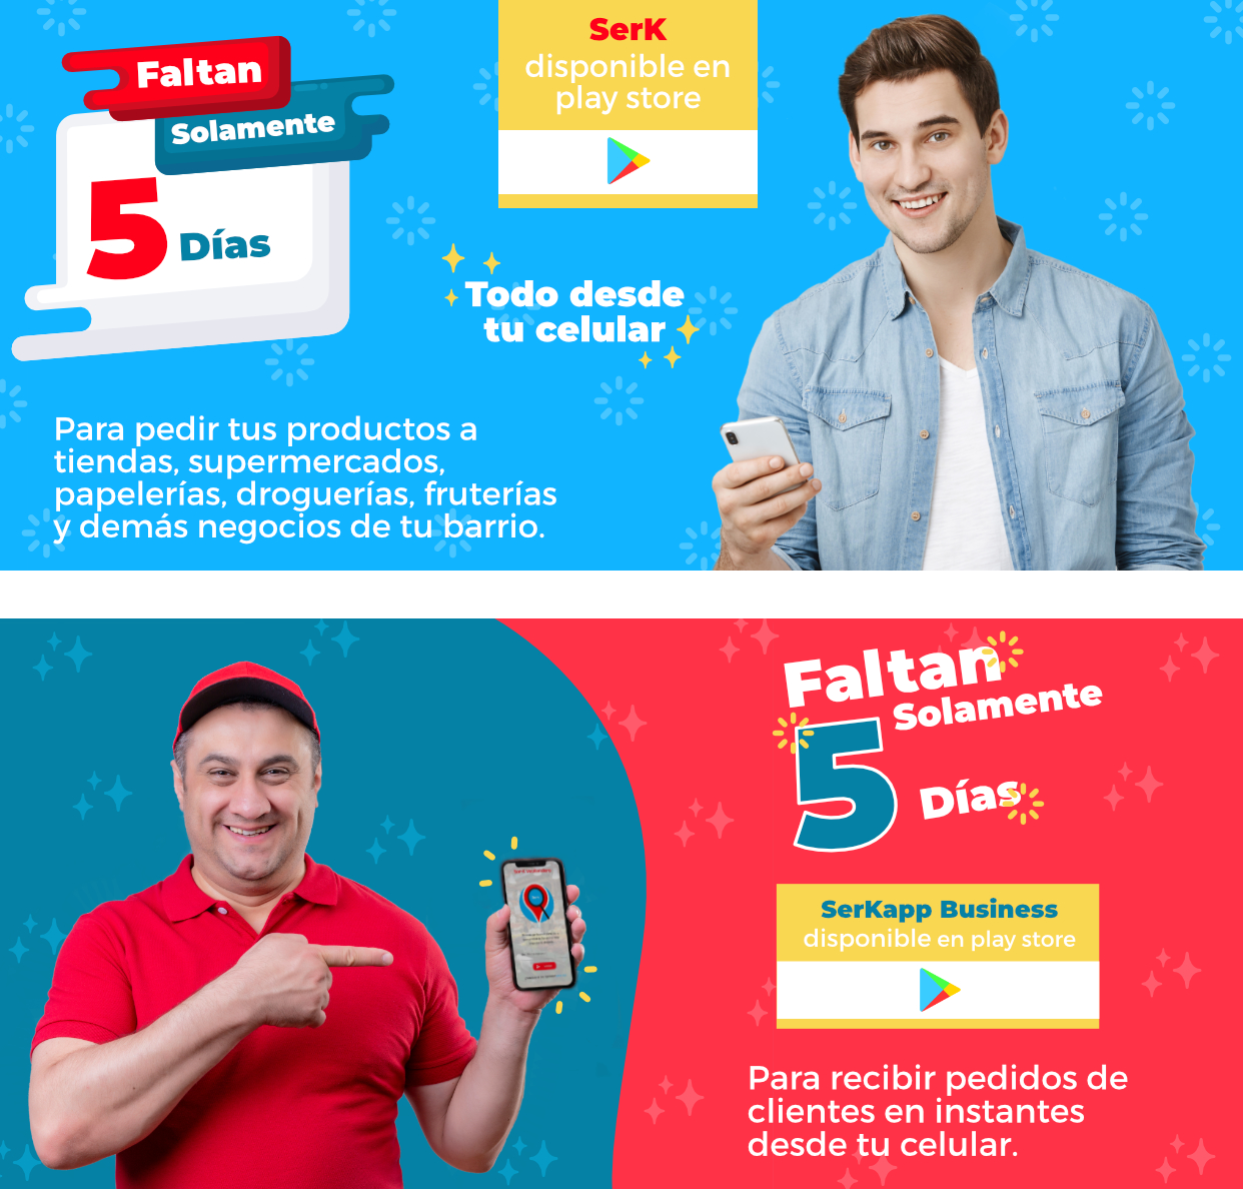 Faltan
Solamente
5 Días
SerK
disponible en
play store
Todo desde
tu celular
Para pedir tus productos a
tiendas, supermercados,
papelerías, droguerías, fruterías
y demás negocios de tu barrio.
Faltan
Solamente
5 Días
SerKapp Business
disponible en play store
Para recibir pedidos de
clientes en instantes
desde tu celular.